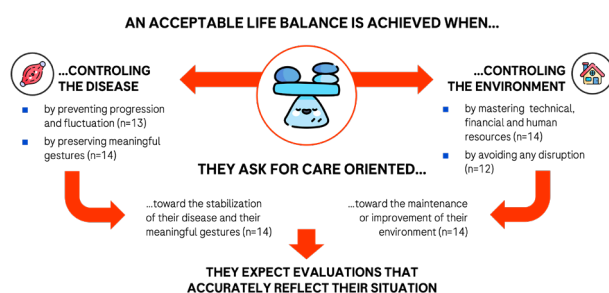 AN ACCEPTABLE LIFE BALANCE IS ACHIEVED WHEN...
...CONTROLING
THE DISEASE
by preventing progression
and fluctuation (n=13)
by preserving meaningful
gestures (n=14)
...CONTROLING
THE ENVIRONMENT
by mastering technical,
financial and human
resources (n=14)
by avoiding any disruption
(n=12)
THEY ASK FOR CARE ORIENTED...
...toward the stabilization
of their disease and their
meaningful gestures (n=14)
...toward the maintenance
or improvement of their
environment (n=14)
THEY EXPECT EVALUATIONS THAT
ACCURATELY REFLECT THEIR SITUATION